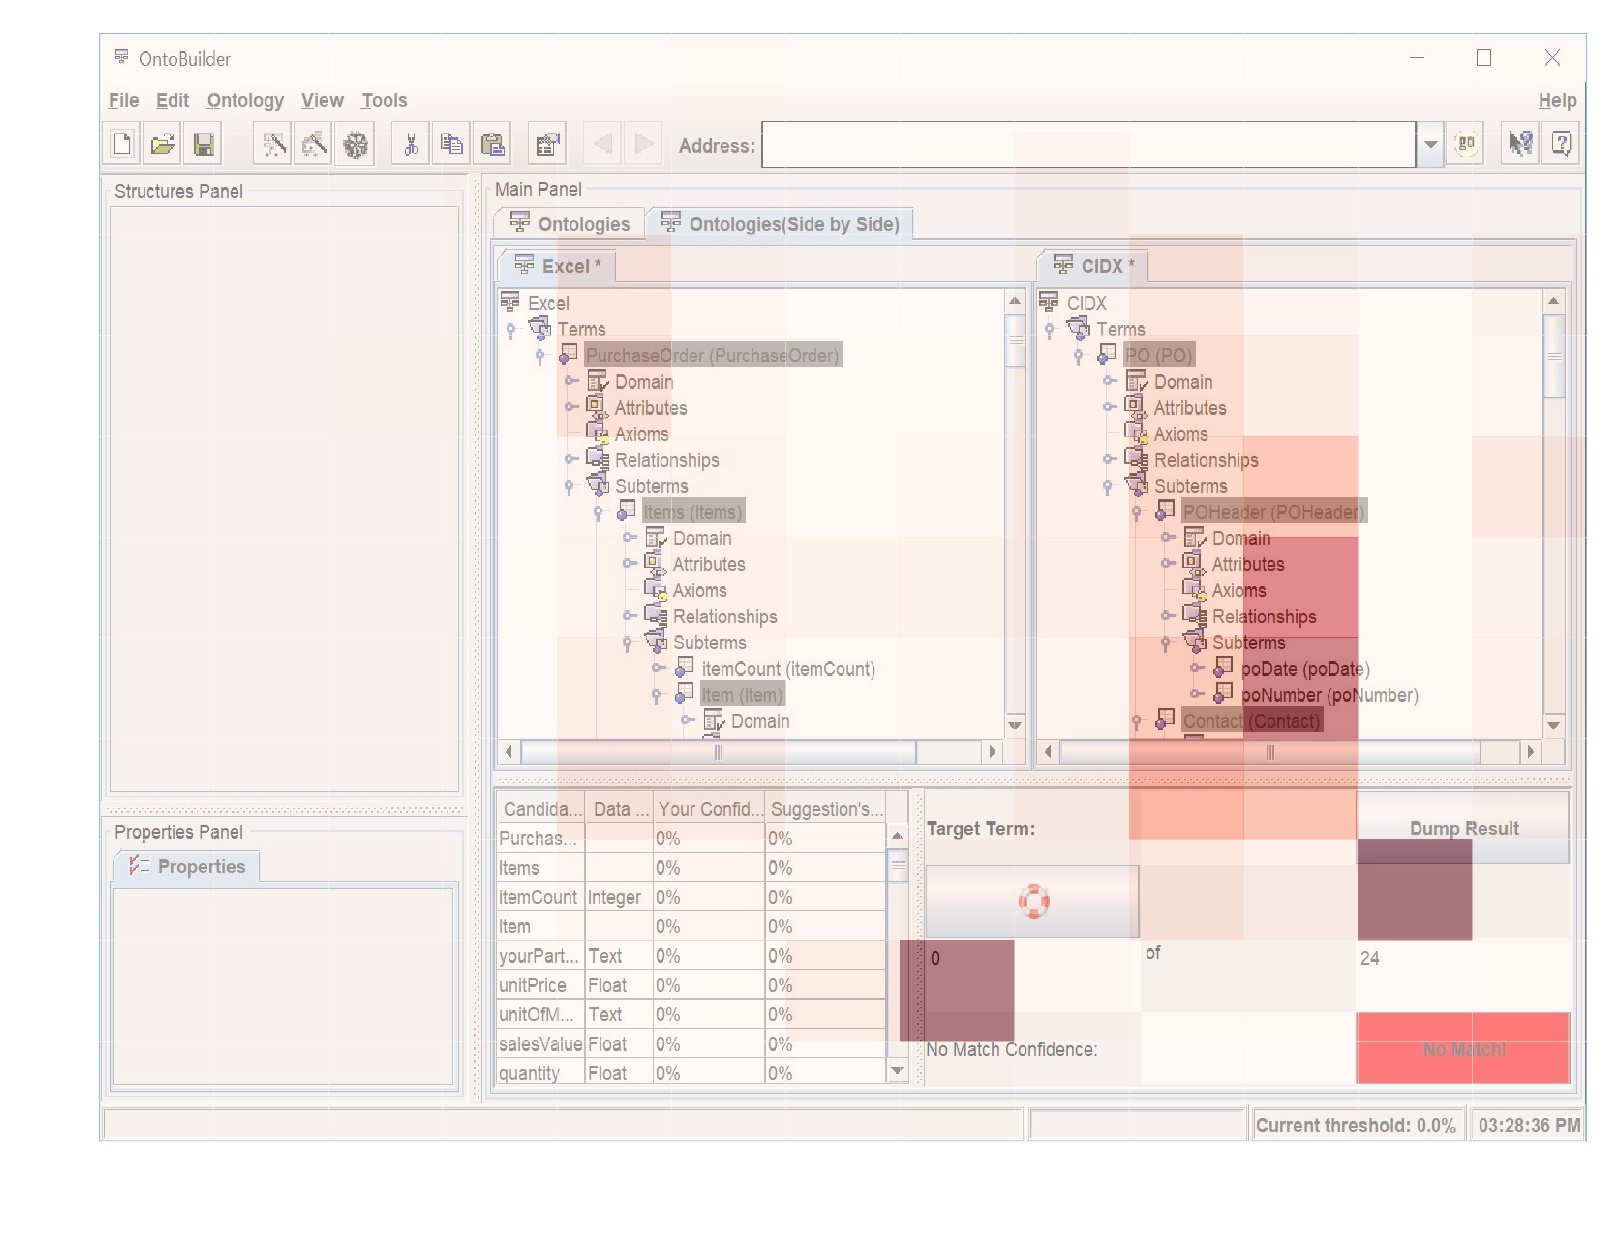 OntoBuilder
File Edit Ontology View Tools Help
Address: go
Structures Panel
Main Panel
Ontologies Ontologies(Side by Side)
Excel * CIDX *
Excel
Terms
PurchaseOrder (PurchaseOrder)
Domain
Attributes
Axioms
Relationships
Subterms
Items (Items)
Domain
Attributes
Axioms
Relationships
Subterms
itemCount (itemCount)
Item (Item)
Domain
CIDX
Terms
PO (PO)
Domain
Attributes
Axioms
Relationships
Subterms
POHeader (POHeader)
Domain
Attributes
Axioms
Relationships
Subterms
poDate (poDate)
poNumber (poNumber)
Contact (Contact)
Properties Panel
Properties
Candida... Data ... Your Confid... Suggestion's...
Purchas... 0% 0%
Items 0% 0%
itemCount Integer 0% 0%
Item 0% 0%
yourPart... Text 0% 0%
unitPrice Float 0% 0%
unitOfM... Text 0% 0%
salesValue Float 0% 0%
quantity Float 0% 0%
Target Term: Dump Result
0 of 24
No Match Confidence: No Match!
Current threshold: 0.0% 03:28:36 PM